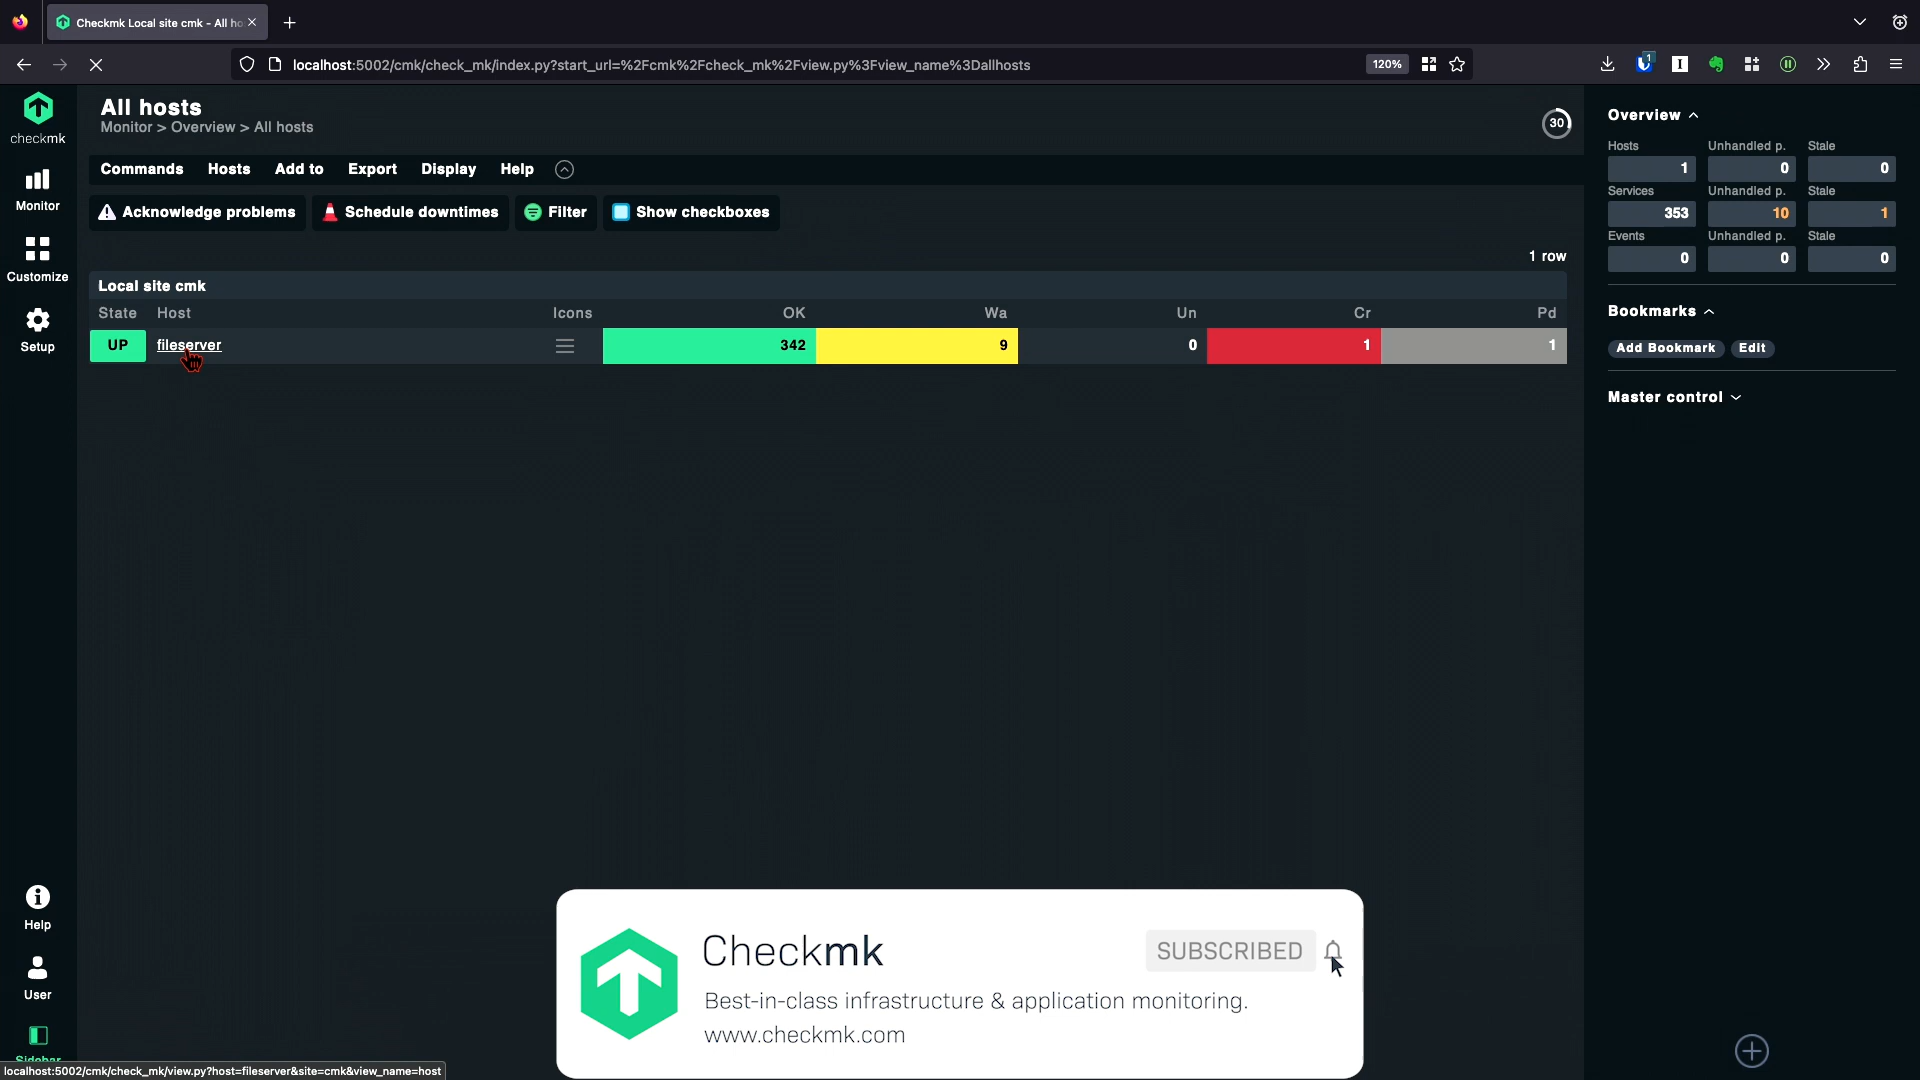 Checkmk Local site cmk - All ho
localhost:5002/cmk/check_mk/index.py?start_url=%2Fcmk%2Fcheck_mk%2Fview.py%3Fview_name%3Dallhosts
120%
1
checkmk
Monitor
Customize
Setup
Help
User
Sidebar
All hosts
Monitor > Overview > All hosts
30
Commands Hosts Add to Export Display Help
Acknowledge problems Schedule downtimes Filter Show checkboxes
1 row
Local site cmk
State Host Icons OK Wa Un Cr Pd
UP fileserver 342 9 0 1 1
Overview
Hosts Unhandled p. Stale
1 0 0
Services Unhandled p. Stale
353 10 1
Events Unhandled p. Stale
0 0 0
Bookmarks
Add Bookmark Edit
Master control
Checkmk
SUBSCRIBED
Best-in-class infrastructure & application monitoring.
www.checkmk.com
localhost:5002/cmk/check_mk/view.py?host=fileserver&site=cmk&view_name=host